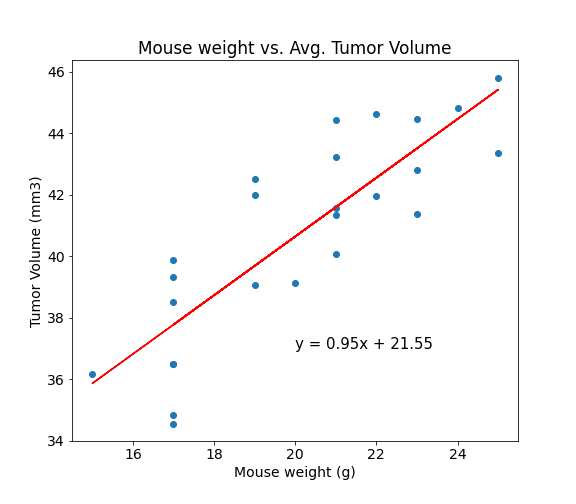 Mouse weight vs. Avg. Tumor Volume
46
44
42
40
38
36
34
Tumor Volume (mm3)
y = 0.95x + 21.55
16 18 20 22 24
Mouse weight (g)